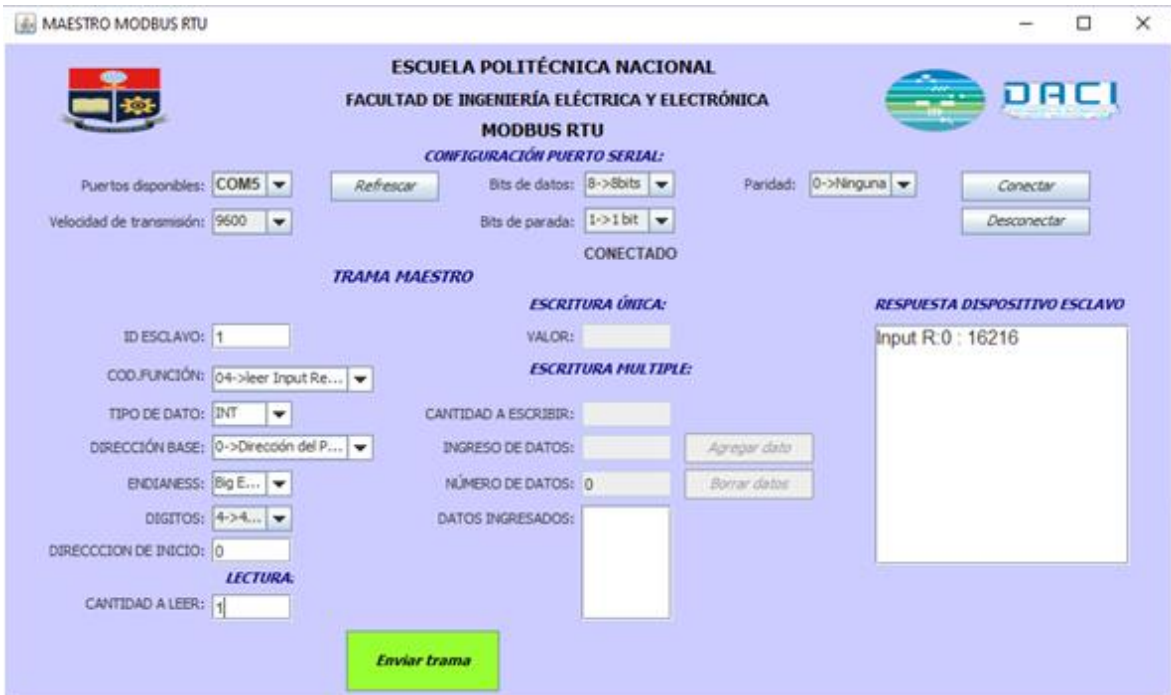 MAESTRO MODBUS RTU
ESCUELA POLITÉCNICA NACIONAL
FACULTAD DE INGENIERÍA ELÉCTRICA Y ELECTRÓNICA
DACI
MODBUS RTU
CONFIGURACIÓN PUERTO SERIAL:
Puertos disponibles: COM5 Refrescar Bits de datos: 8->8bits Paridad: 0->Ninguna Conectar
Velocidad de transmisión: 9600 Bits de parada: 1->1 bit Desconectar
CONECTADO
TRAMA MAESTRO
ESCRITURA ÚNICA: RESPUESTA DISPOSITIVO ESCLAVO
ID ESCLAVO: 1 VALOR: Input R:0 : 16216
COD.FUNCIÓN: 04->leer Input Re... ESCRITURA MULTIPLE:
TIPO DE DATO: INT CANTIDAD A ESCRIBIR:
DIRECCIÓN BASE: 0->Dirección del P... INGRESO DE DATOS: Agregar dato
ENDIANESS: Big E... NÚMERO DE DATOS: 0 Borrar datos
DIGITOS: 4->4... DATOS INGRESADOS:
DIRECCCION DE INICIO: 0
LECTURA:
CANTIDAD A LEER: 1
Enviar trama